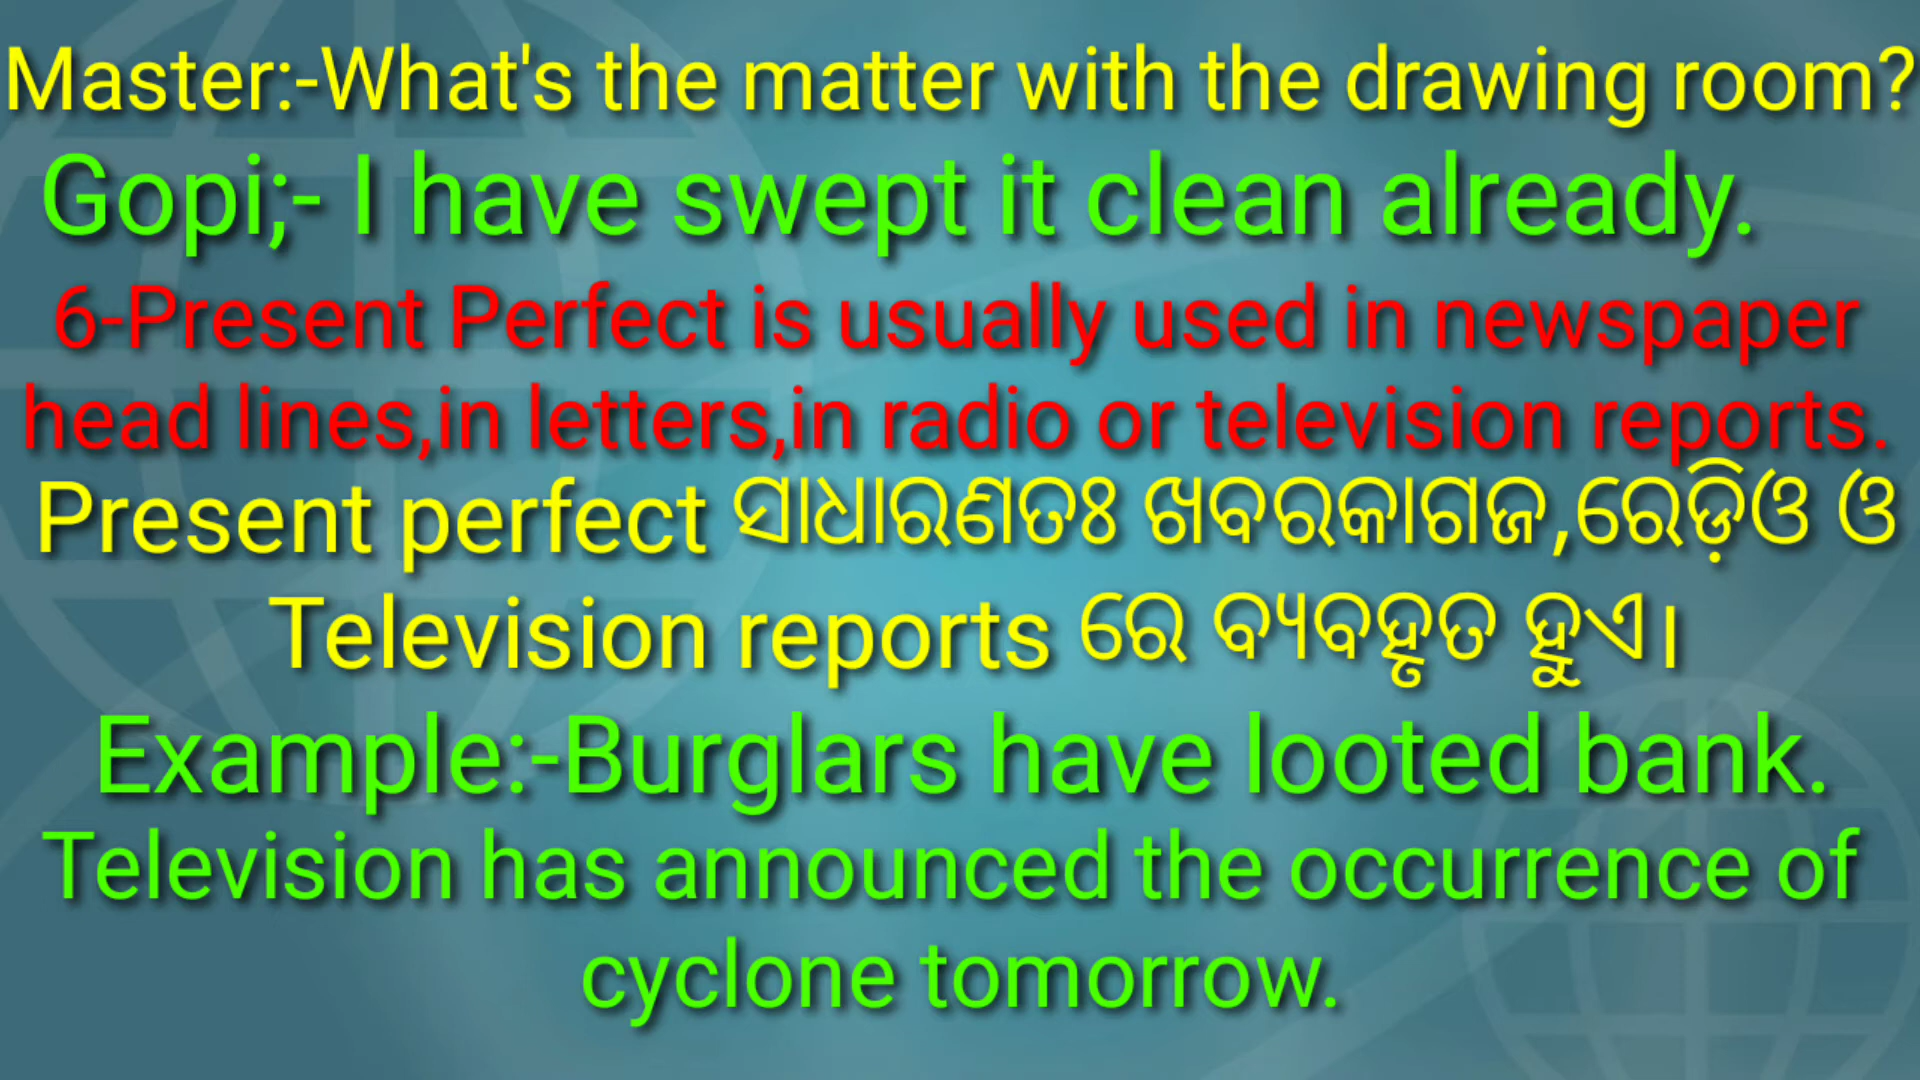 Master:-What's the matter with the drawing room?
Gopi;- I have swept it clean already.
6-Present Perfect is usually used in newspaper
head lines,in letters,in radio or television reports.
Present perfect ସାଧାରଣତଃ ଖବରକାଗଜ,ରେଡ଼ିଓ ଓ
Television reports ରେ ବ୍ୟବହୃତ ହୁଏ।
Example:-Burglars have looted bank.
Television has announced the occurrence of
cyclone tomorrow.